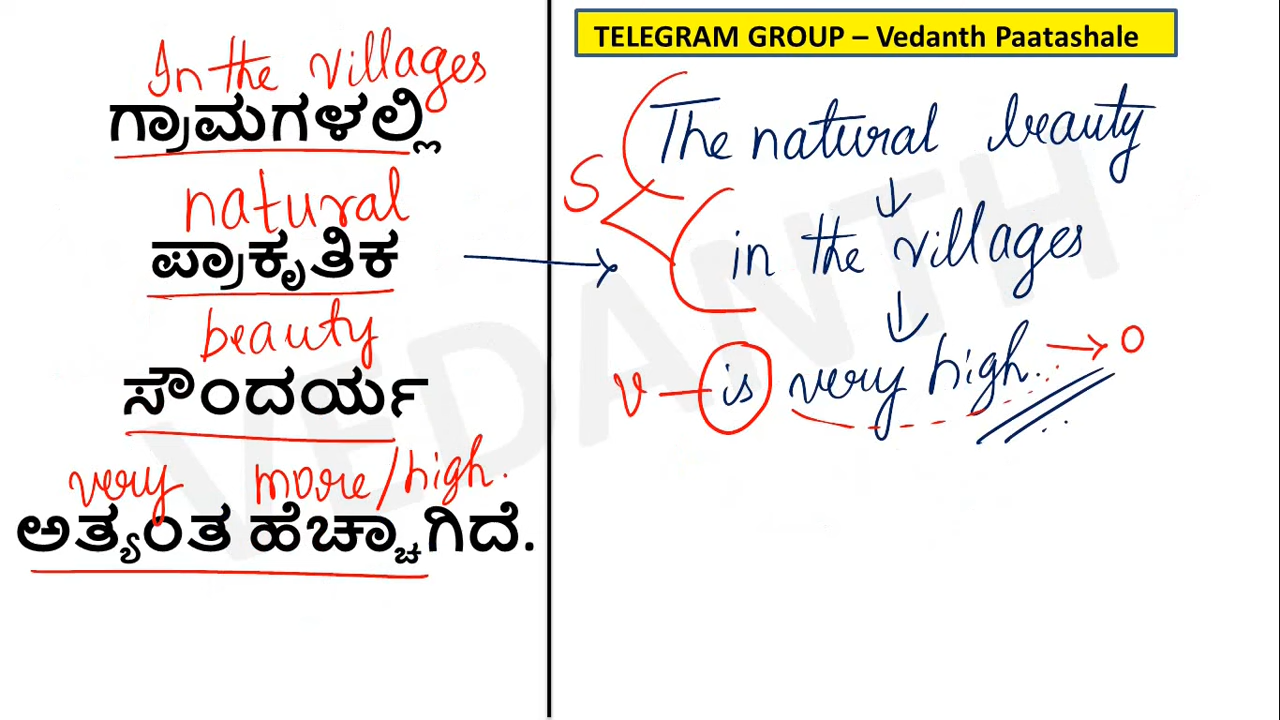 In the villages
ಗ್ರಾಮಗಳಲ್ಲಿ
natural
ಪ್ರಾಕೃತಿಕ
beauty
ಸೌಂದರ್ಯ
very more/high.
ಅತ್ಯಂತ ಹೆಚ್ಚಾಗಿದೆ.
TELEGRAM GROUP – Vedanth Paatashale
The natural beauty
S
in the villages
V is very high. O
VEDANTH